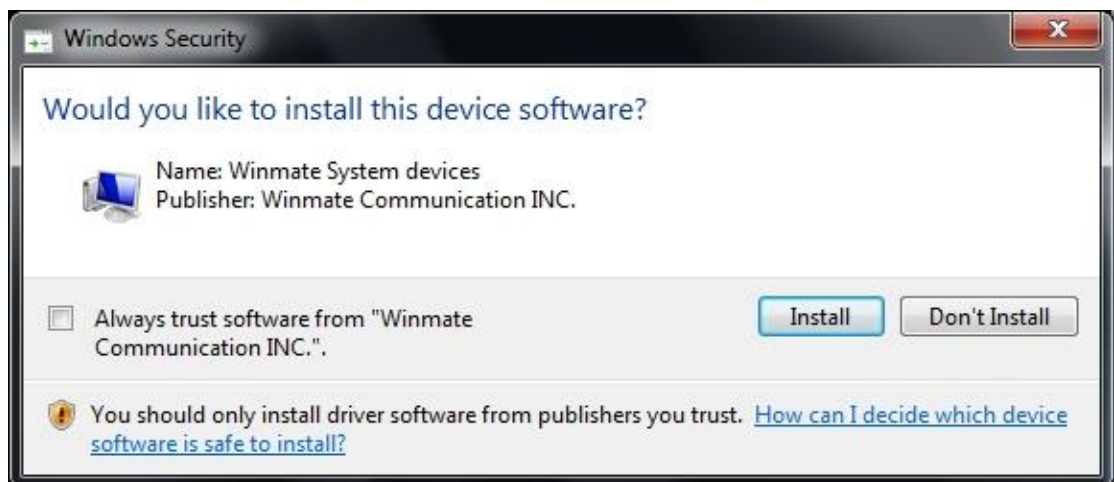 Windows Security
Would you like to install this device software?
Name: Winmate System devices
Publisher: Winmate Communication INC.
Always trust software from "Winmate
Communication INC.".
Install
Don't Install
You should only install driver software from publishers you trust. How can I decide which device
software is safe to install?